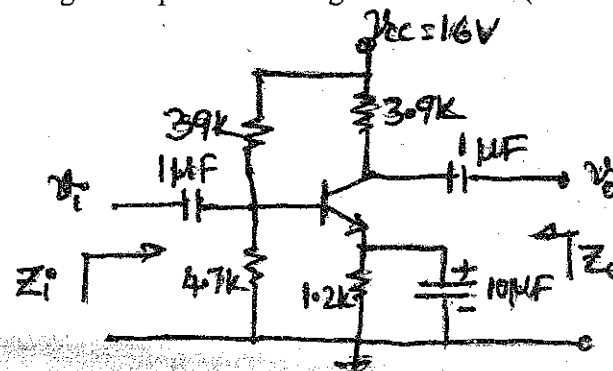 Vcc = 16V
39K
3.9K
1µF
1µF
Vi
Vo
Zi
4.7K
1.2K
10µF
Zo